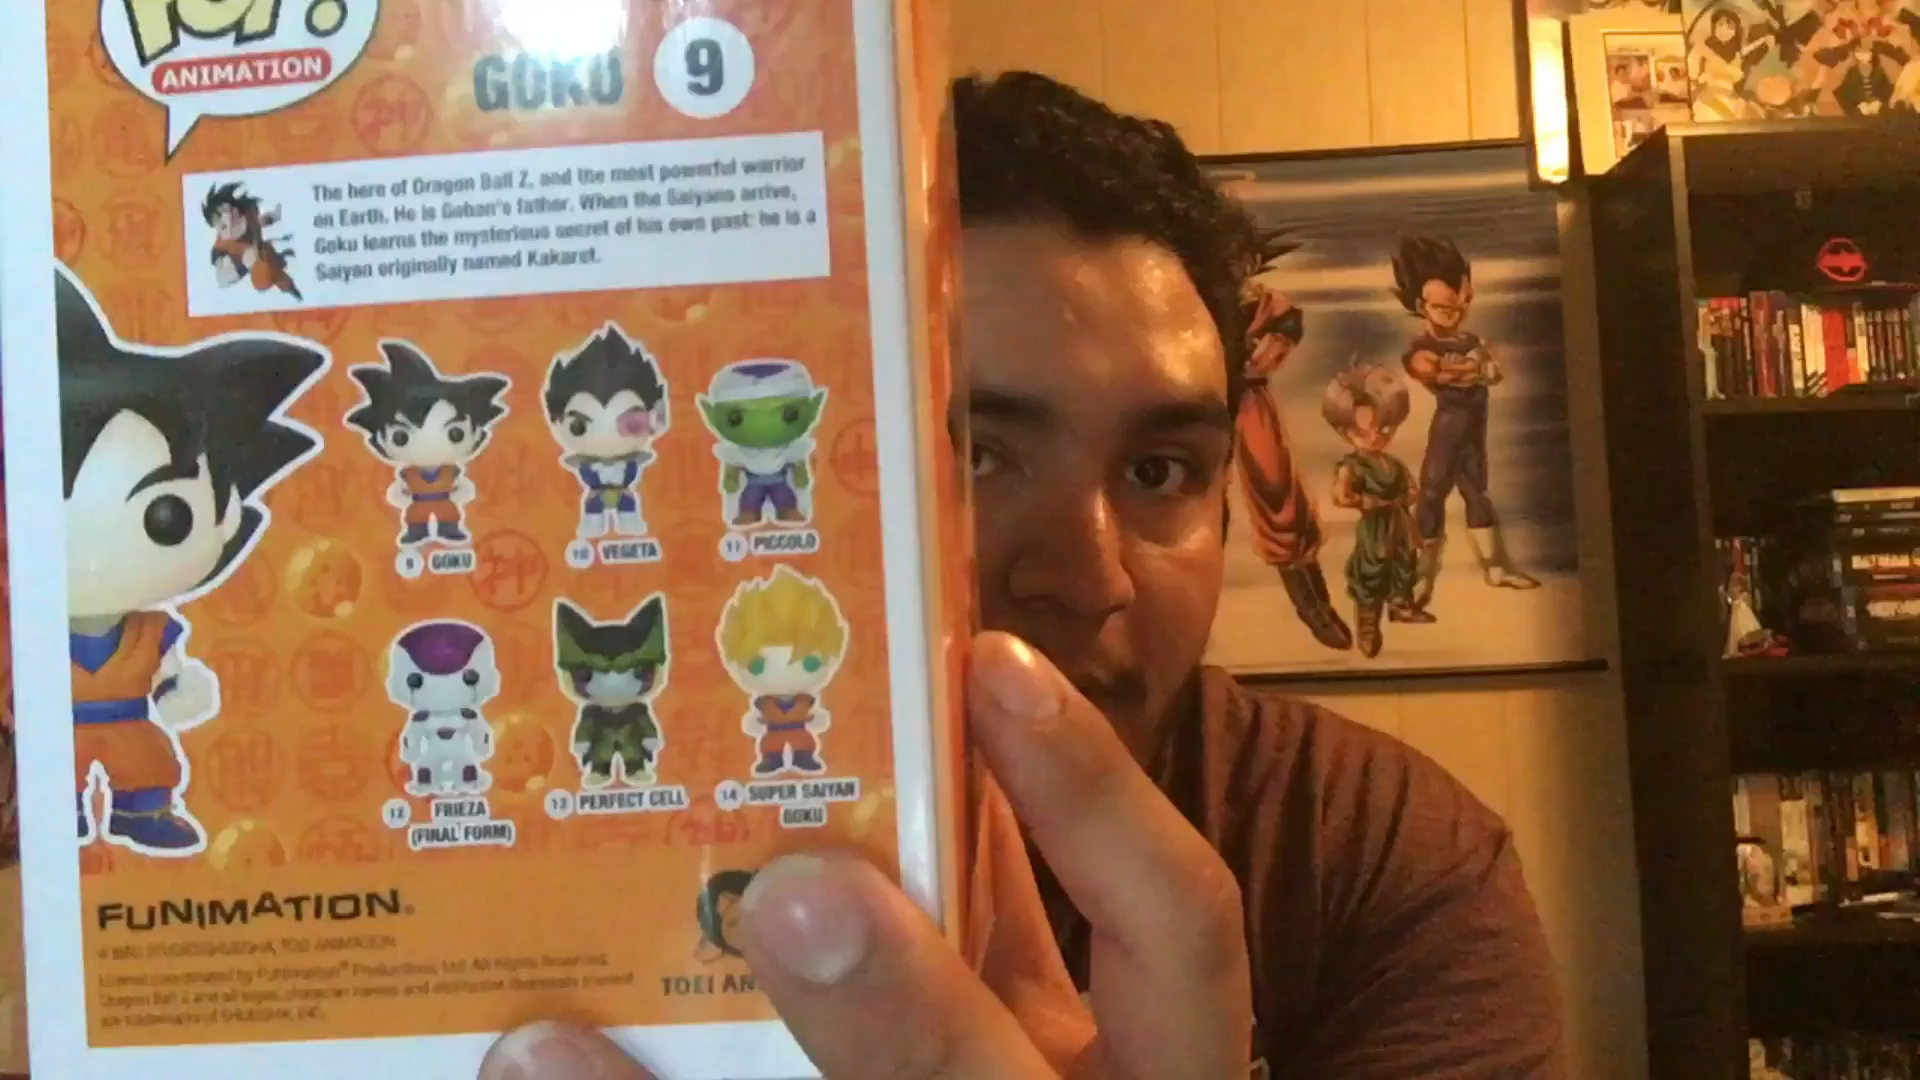 POP!
ANIMATION
GOKU 9
The hero of Dragon Ball Z, and the most powerful warrior
on Earth. He is Gohan's father. When the Saiyans arrive,
Goku learns the mysterious secret of his own past: he is a
Saiyan originally named Kakarot.
9 GOKU
10 VEGETA
11 PICCOLO
12 FRIEZA
(FINAL FORM)
13 PERFECT CELL
14 SUPER SAIYAN
GOKU
FUNIMATION®
TOEI AN
BATMAN